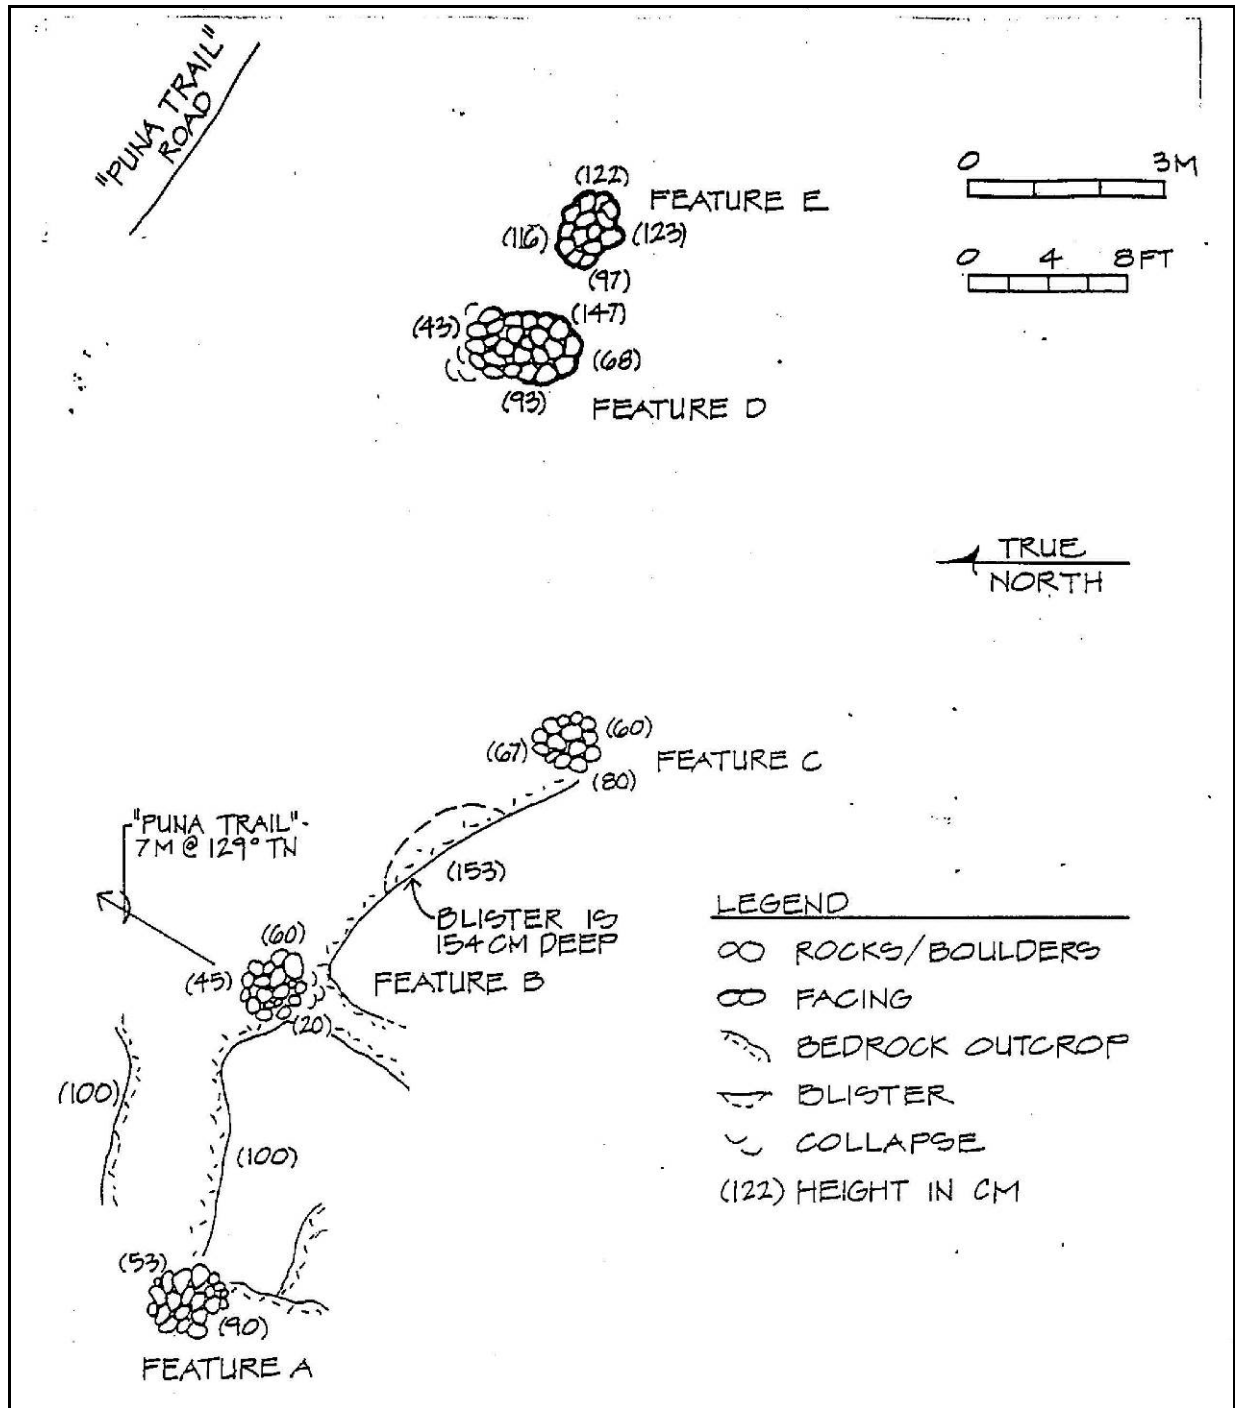 "PUNA TRAIL"
ROAD
0 3M
0 4 8FT
(122)
FEATURE E
(116)
(123)
(97)
(43)
(147)
(68)
(93)
FEATURE D
TRUE
NORTH
(67)
(60)
FEATURE C
(80)
"PUNA TRAIL"-
7M @ 129° TN
(153)
BLISTER IS
154 CM DEEP
(60)
(45)
FEATURE B
(20)
(100)
(100)
(53)
(90)
FEATURE A
LEGEND
ROCKS/BOULDERS
FACING
BEDROCK OUTCROP
BLISTER
COLLAPSE
(122) HEIGHT IN CM